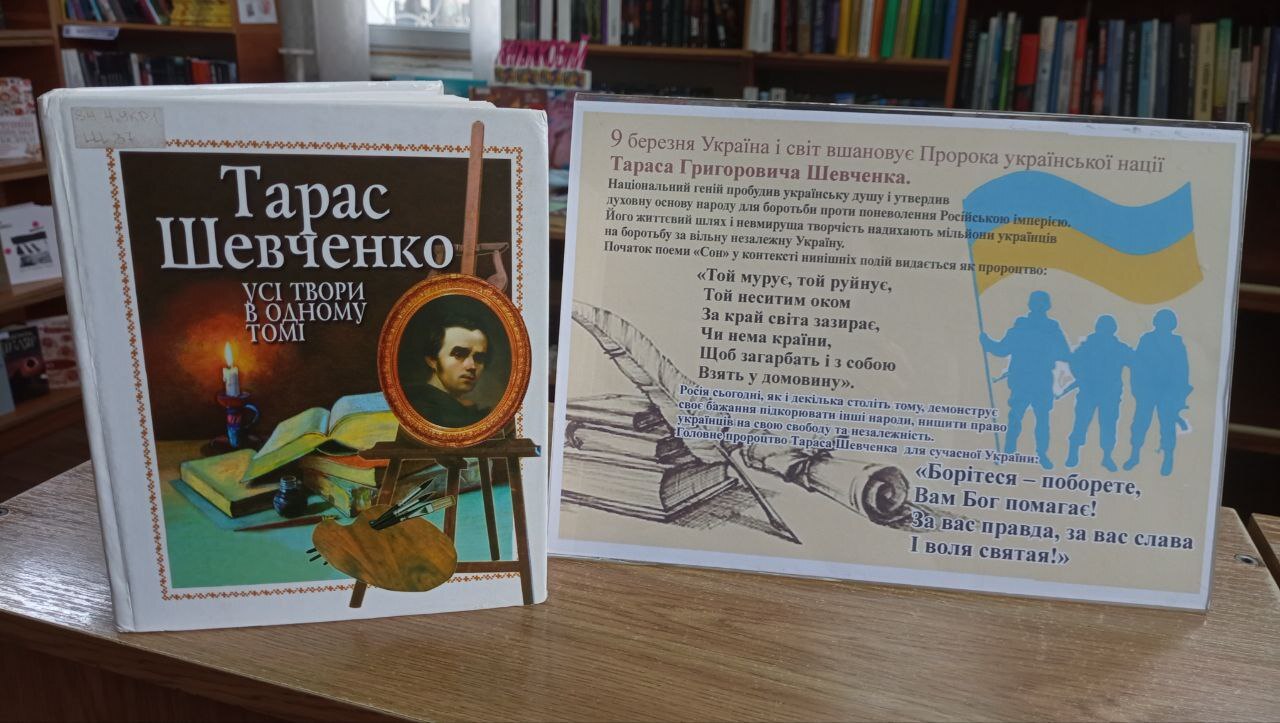 Тарас
Шевченко
УСІ ТВОРИ
В ОДНОМУ
ТОМІ
9 березня Україна і світ вшановує Пророка української нації
Тараса Григоровича Шевченка.
Національний геній пробудив українську душу і утвердив
духовну основу народу для боротьби проти поневолення Російською імперією.
Його життєвий шлях і невмируща творчість надихають мільйони українців
на боротьбу за вільну незалежну Україну.
Початок поеми «Сон» у контексті нинішніх подій видається як пророцтво:
«Той мурує, той руйнує,
Той неситим оком
За край світа зазирає,
Чи нема країни,
Щоб загарбать і з собою
Взять у домовину».
Росія сьогодні, як і декілька століть тому, демонструє
своє бажання підкорювати інші народи, нищити право
українців на свою свободу та незалежність.
Головне пророцтво Тараса Шевченка для сучасної України:
«Борітеся – поборете,
Вам Бог помагає!
За вас правда, за вас слава
І воля святая!»